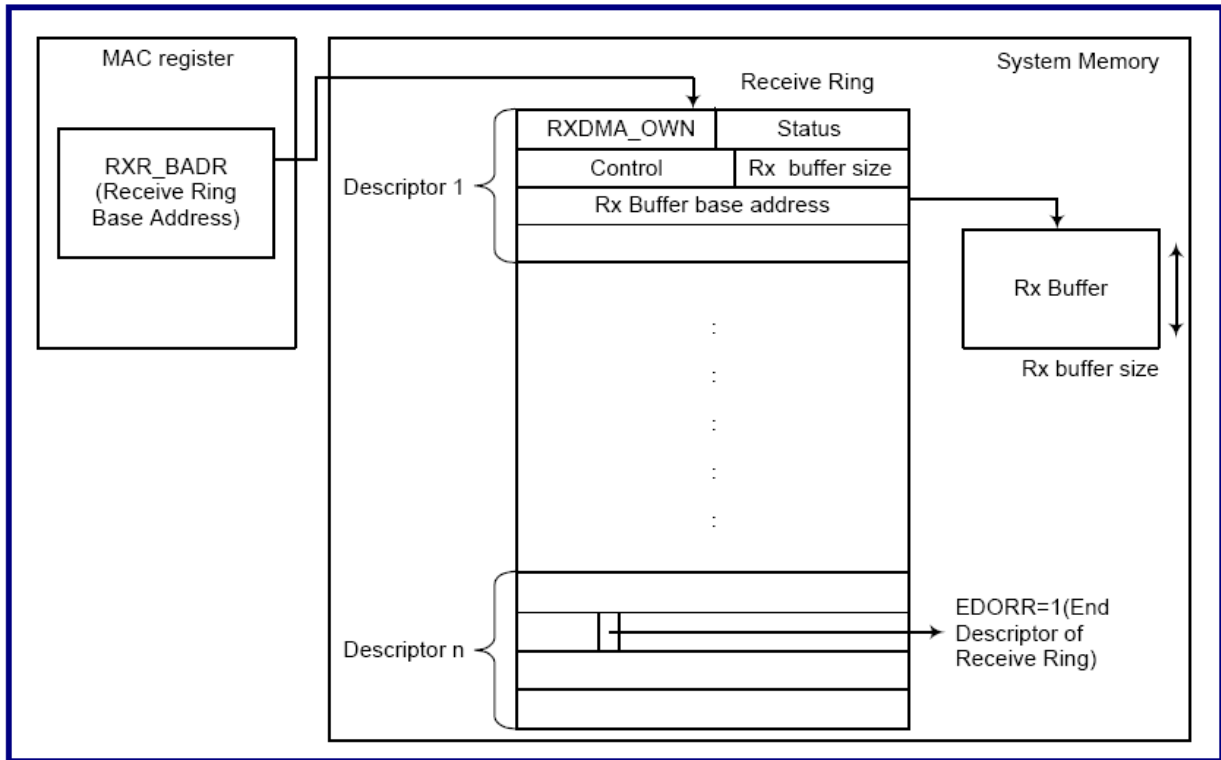 MAC register
RXR_BADR
(Receive Ring
Base Address)
System Memory
Receive Ring
Descriptor 1
RXDMA_OWN
Status
Control
Rx buffer size
Rx Buffer base address
Rx Buffer
Rx buffer size
:
:
:
:
:
Descriptor n
EDORR=1(End
Descriptor of
Receive Ring)